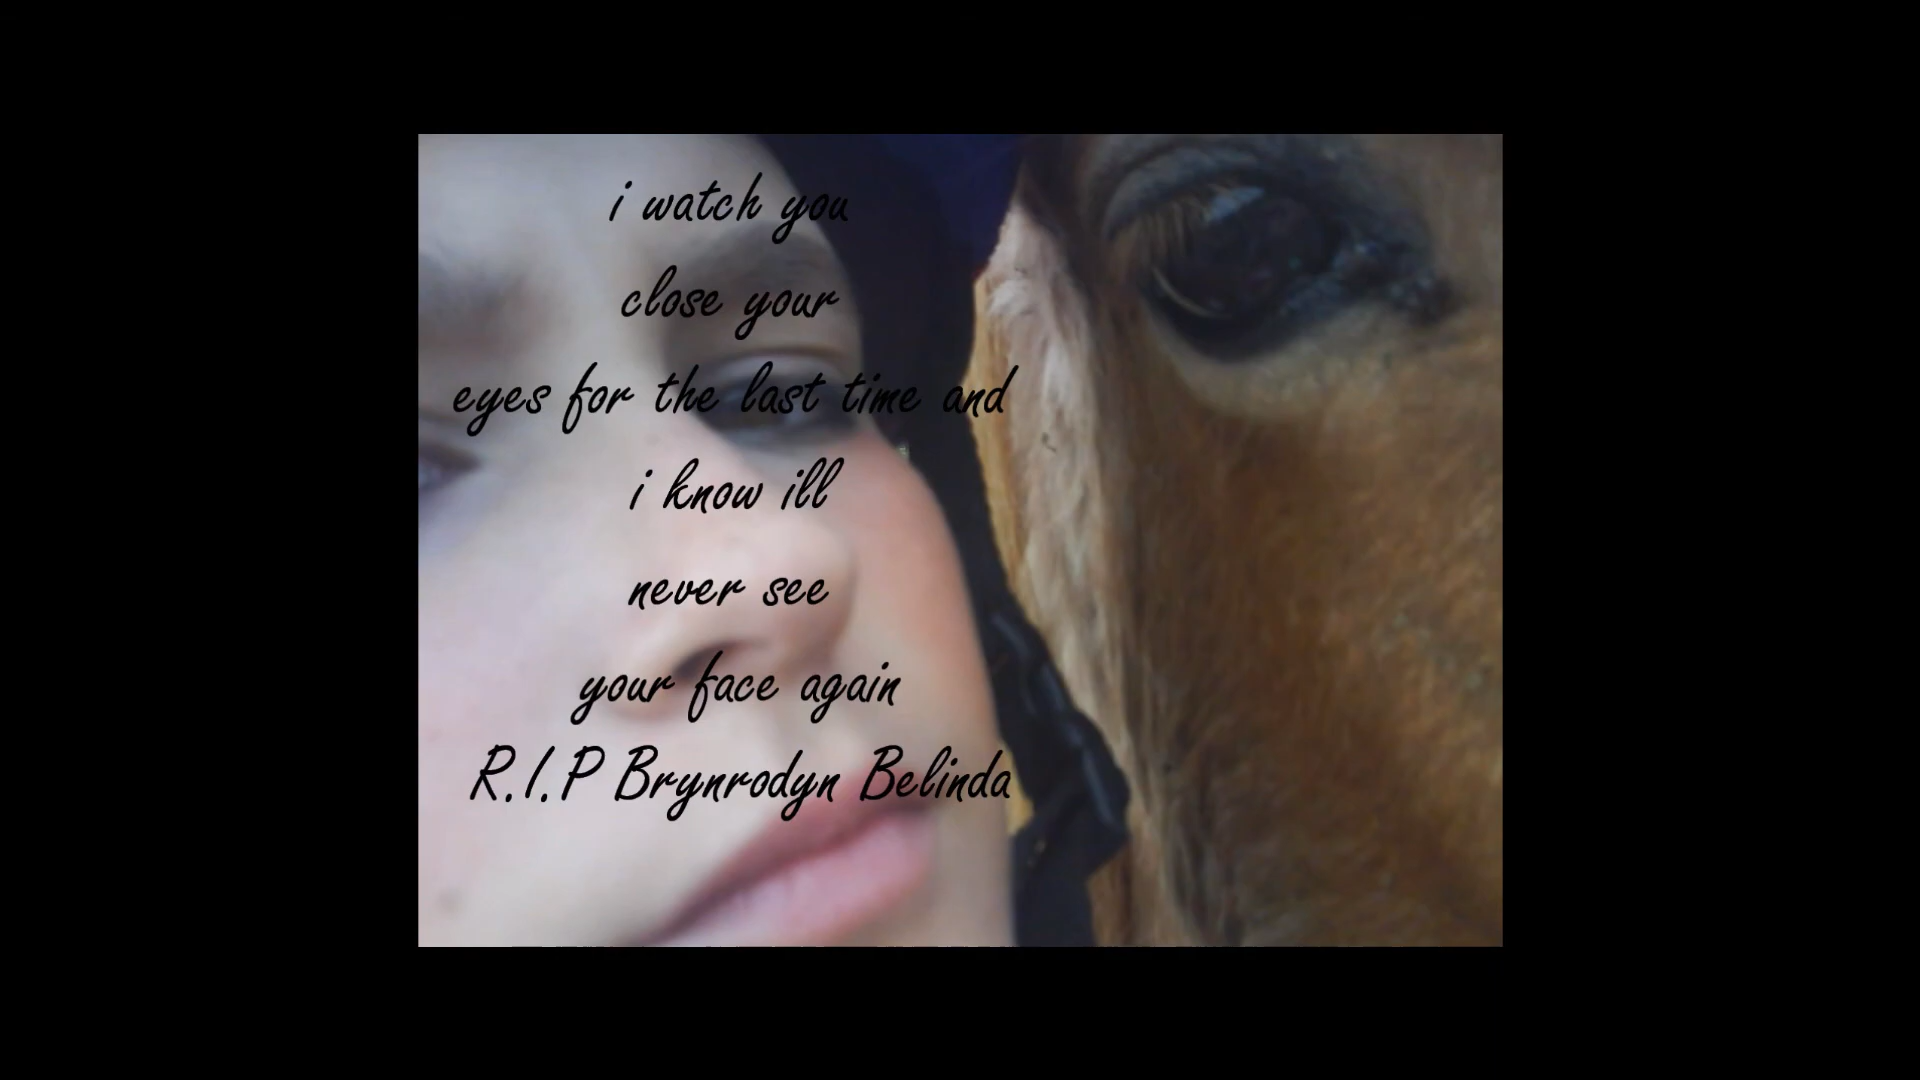 i watch you
close your
eyes for the last time and
i know ill
never see
your face again
R.I.P Brynrodyn Belinda